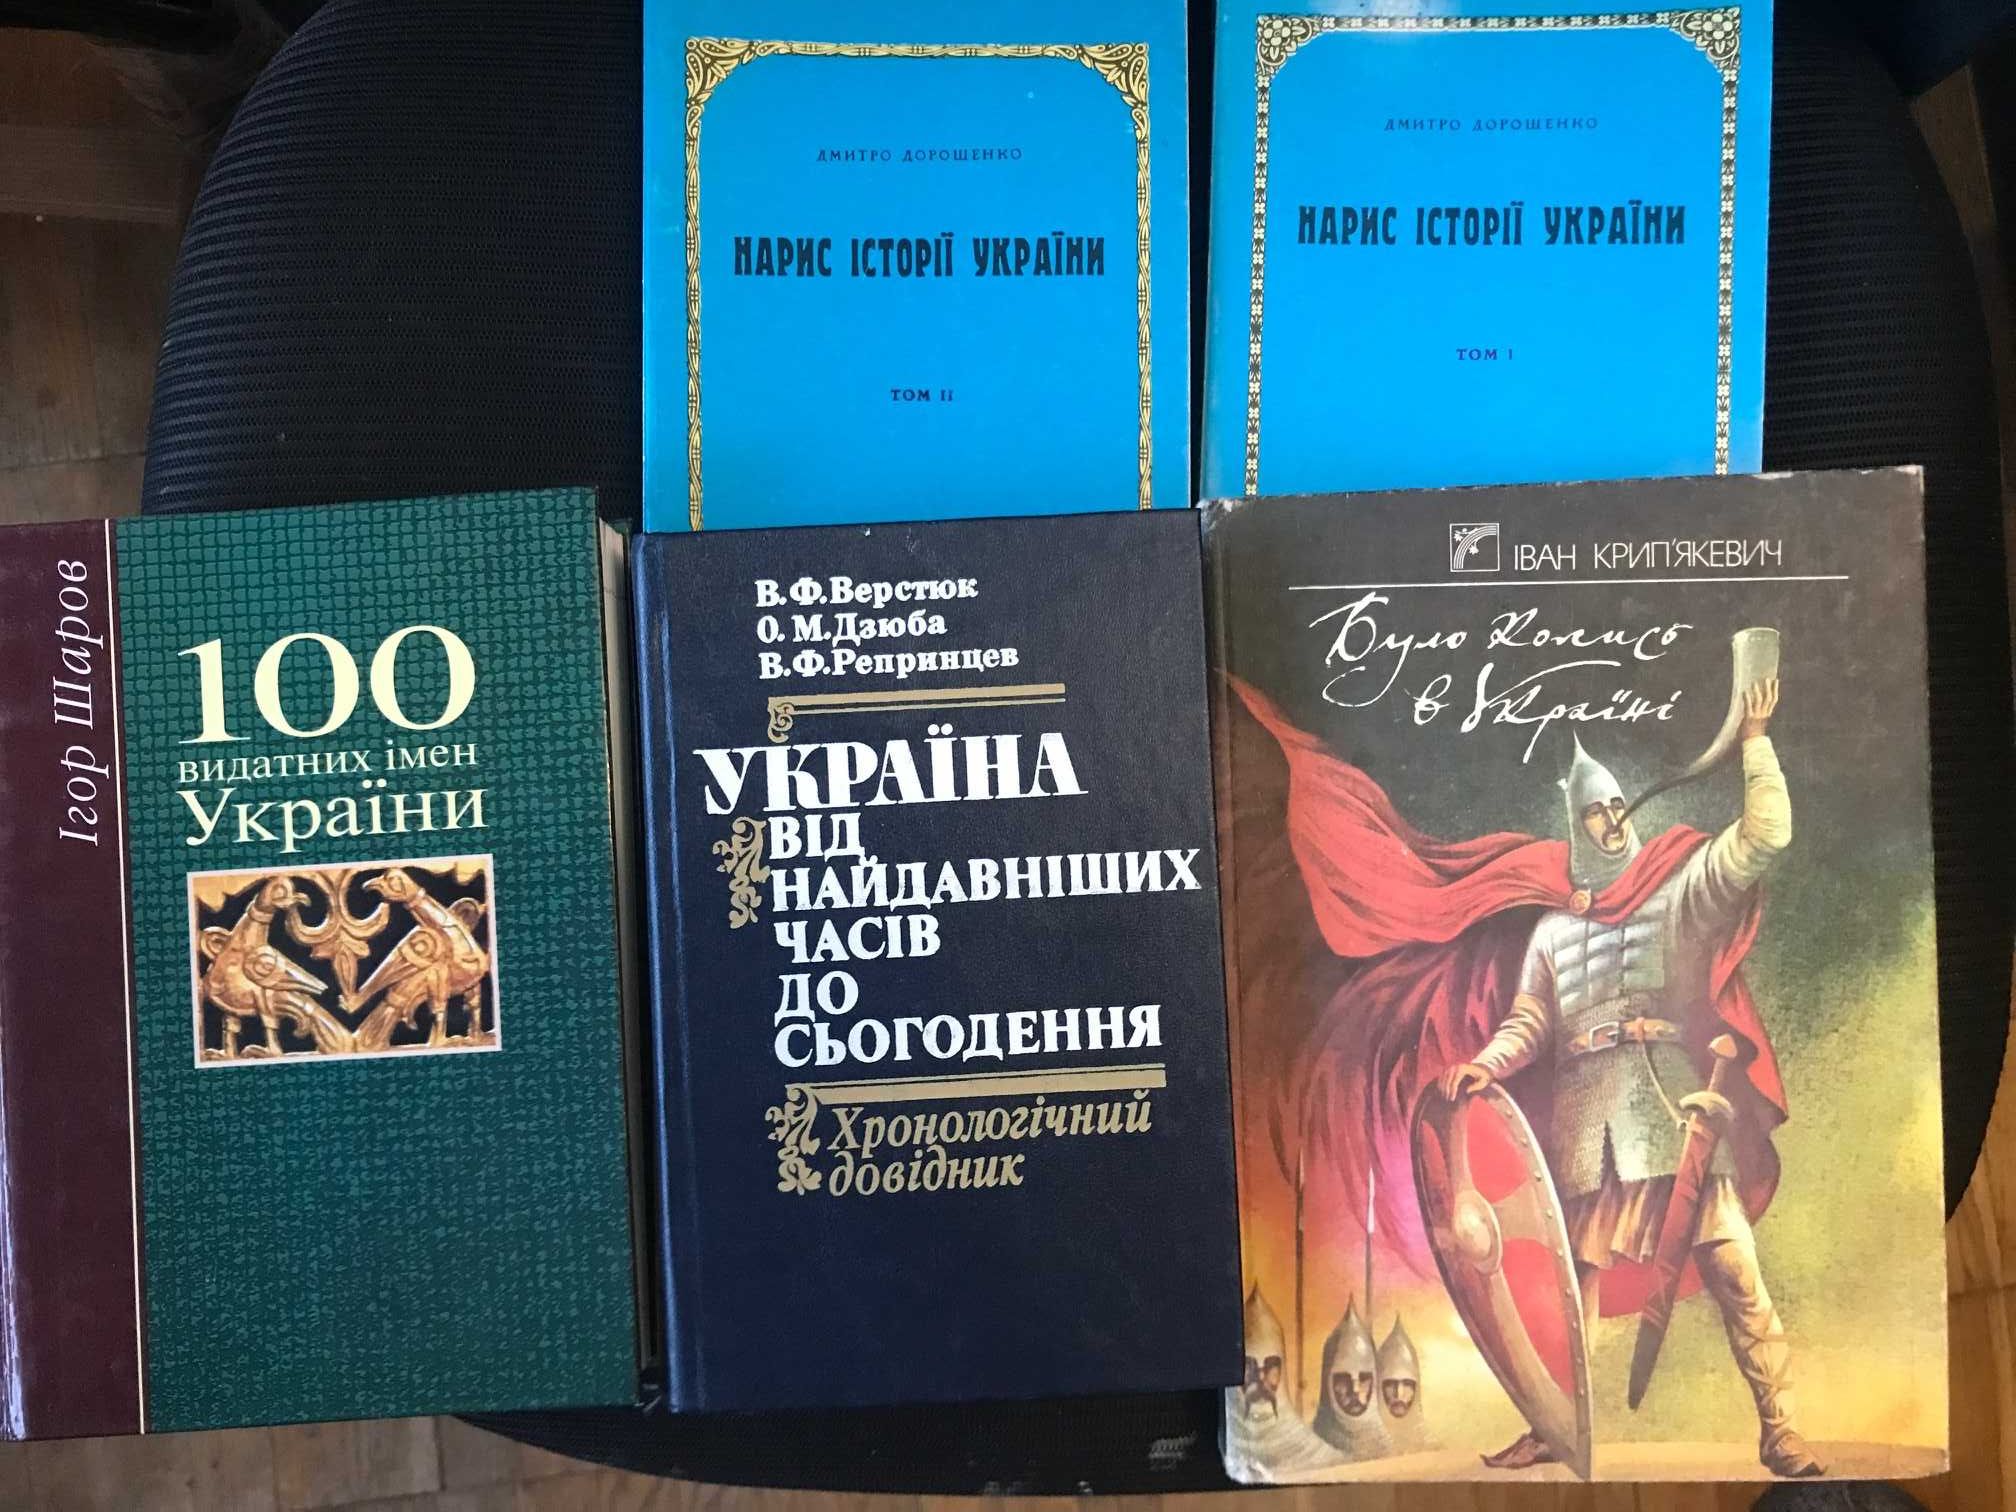 ДМИТРО ДОРОШЕНКО
НАРИС ІСТОРІЇ УКРАЇНИ
ТОМ II
ДМИТРО ДОРОШЕНКО
НАРИС ІСТОРІЇ УКРАЇНИ
ТОМ I
Ігор Шаров
100
видатних імен
України
В.Ф.Верстюк
О.М.Дзюба
В.Ф.Репринцев
УКРАЇНА
ВІД
НАЙДАВНІШИХ
ЧАСІВ
ДО
СЬОГОДЕННЯ
Хронологічний
довідник
ІВАН КРИП'ЯКЕВИЧ
Було колись
в Україні